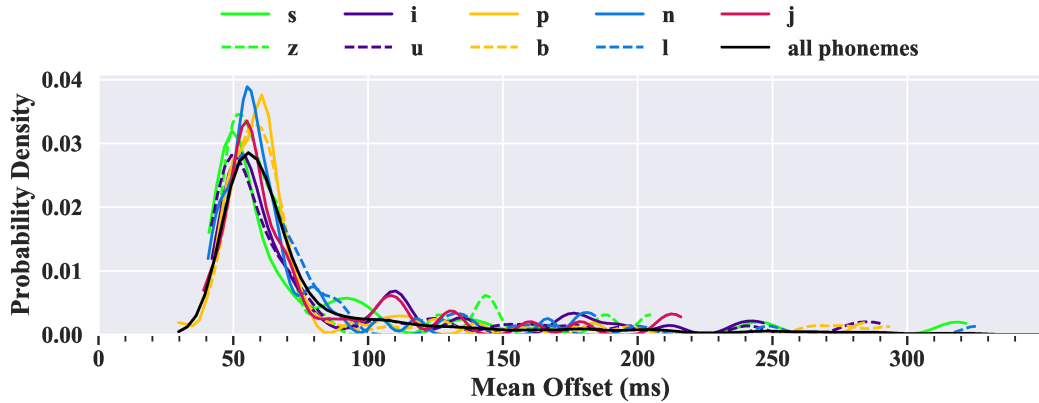 s i p n j
z u b l all phonemes
0.04
0.03
0.02
0.01
0.00
Probability Density
0 50 100 150 200 250 300
Mean Offset (ms)